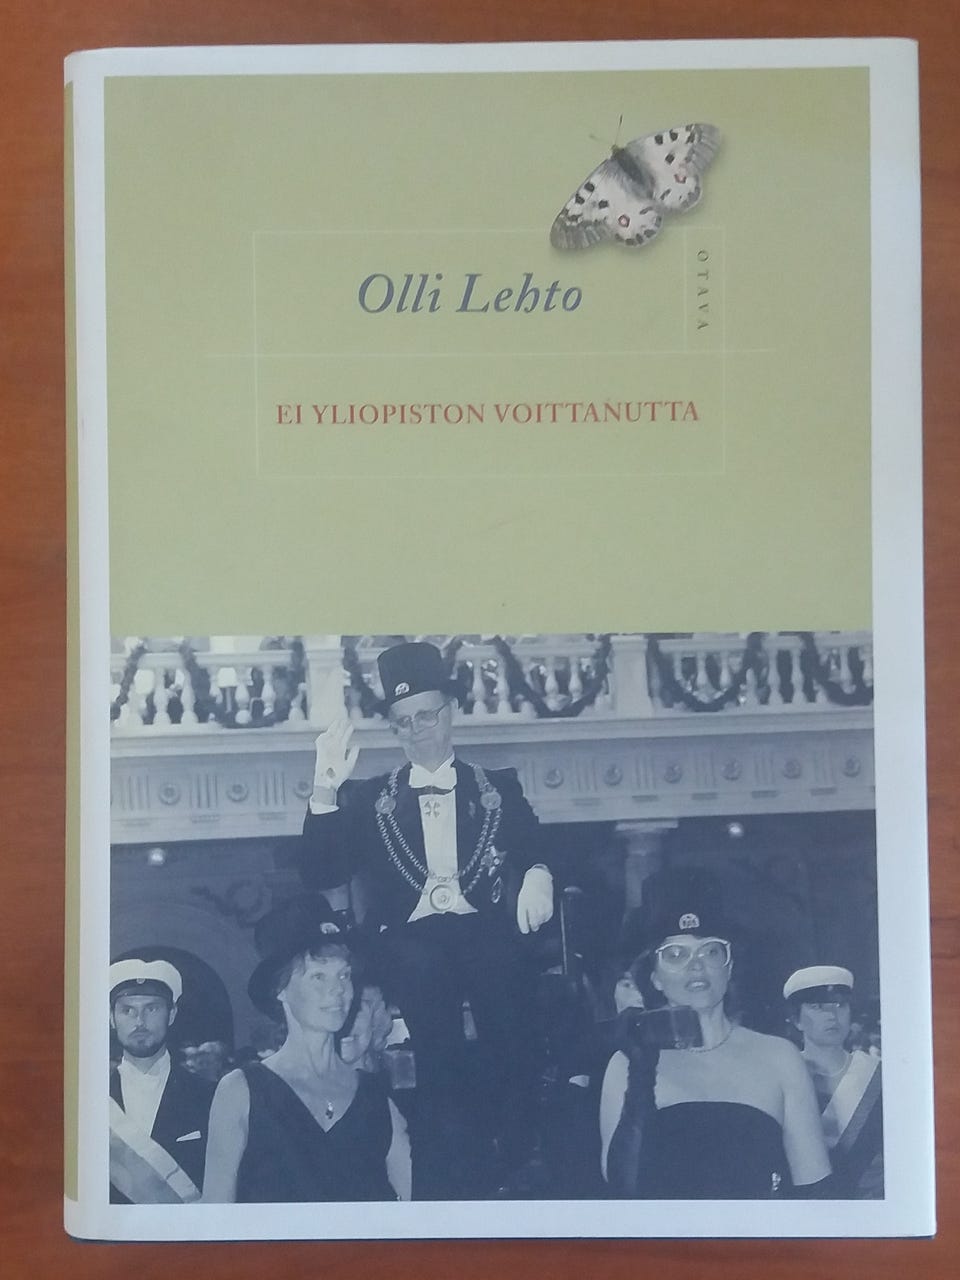 Olli Lehto
OTAVA
EI YLIOPISTON VOITTANUTTA